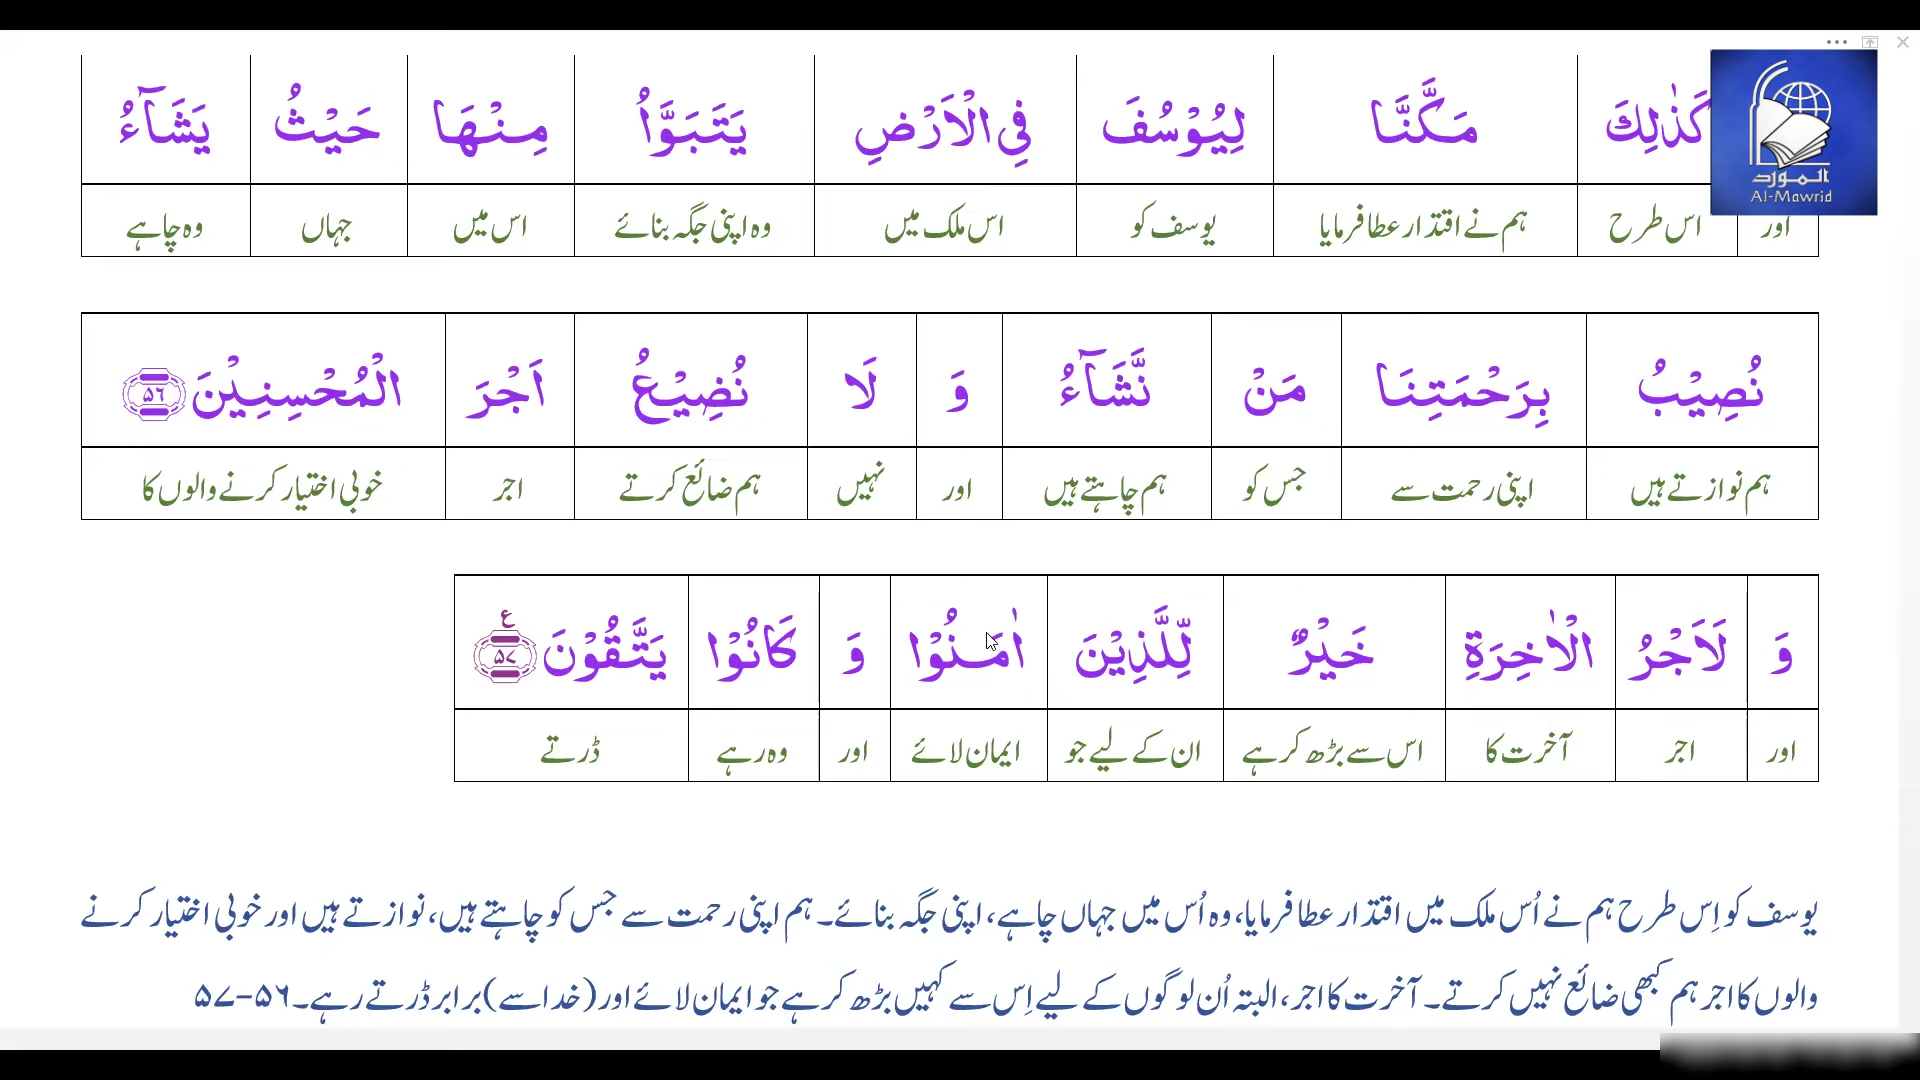 كَذٰلِكَ مَكَّنَّا لِيُوْسُفَ فِي الْاَرْضِ يَتَبَوَّاُ مِنْهَا حَيْثُ يَشَآءُ
المورد
Al-Mawrid
اور اس طرح ہم نے اقتدار عطا فرمایا یوسف کو اس ملک میں وہ اپنی جگہ بنائے اس میں جہاں وہ چاہے
نُصِيْبُ بِرَحْمَتِنَا مَنْ نَّشَآءُ وَ لَا نُضِيْعُ اَجْرَ الْمُحْسِنِيْنَ ۵۶
ہم نوازتے ہیں اپنی رحمت سے جس کو ہم چاہتے ہیں اور نہیں ہم ضائع کرتے اجر خوبی اختیار کرنے والوں کا
وَ لَاَجْرُ الْاٰخِرَةِ خَيْرٌ لِّلَّذِيْنَ اٰمَنُوْا وَ كَانُوْا يَتَّقُوْنَ ۵۷ ع
اور اجر آخرت کا اس سے بڑھ کر ہے ان کے لیے جو ایمان لائے اور وہ رہے ڈرتے
یوسف کو اِس طرح ہم نے اُس ملک میں اقتدار عطا فرمایا، وہ اُس میں جہاں چاہے، اپنی جگہ بنائے۔ ہم اپنی رحمت سے جس کو چاہتے ہیں، نوازتے ہیں اور خوبی اختیار کرنے
والوں کا اجر ہم کبھی ضائع نہیں کرتے۔ آخرت کا اجر، البتہ اُن لوگوں کے لیے اِس سے کہیں بڑھ کر ہے جو ایمان لائے اور (خدا سے) برابر ڈرتے رہے۔ ۵۶-۵۷